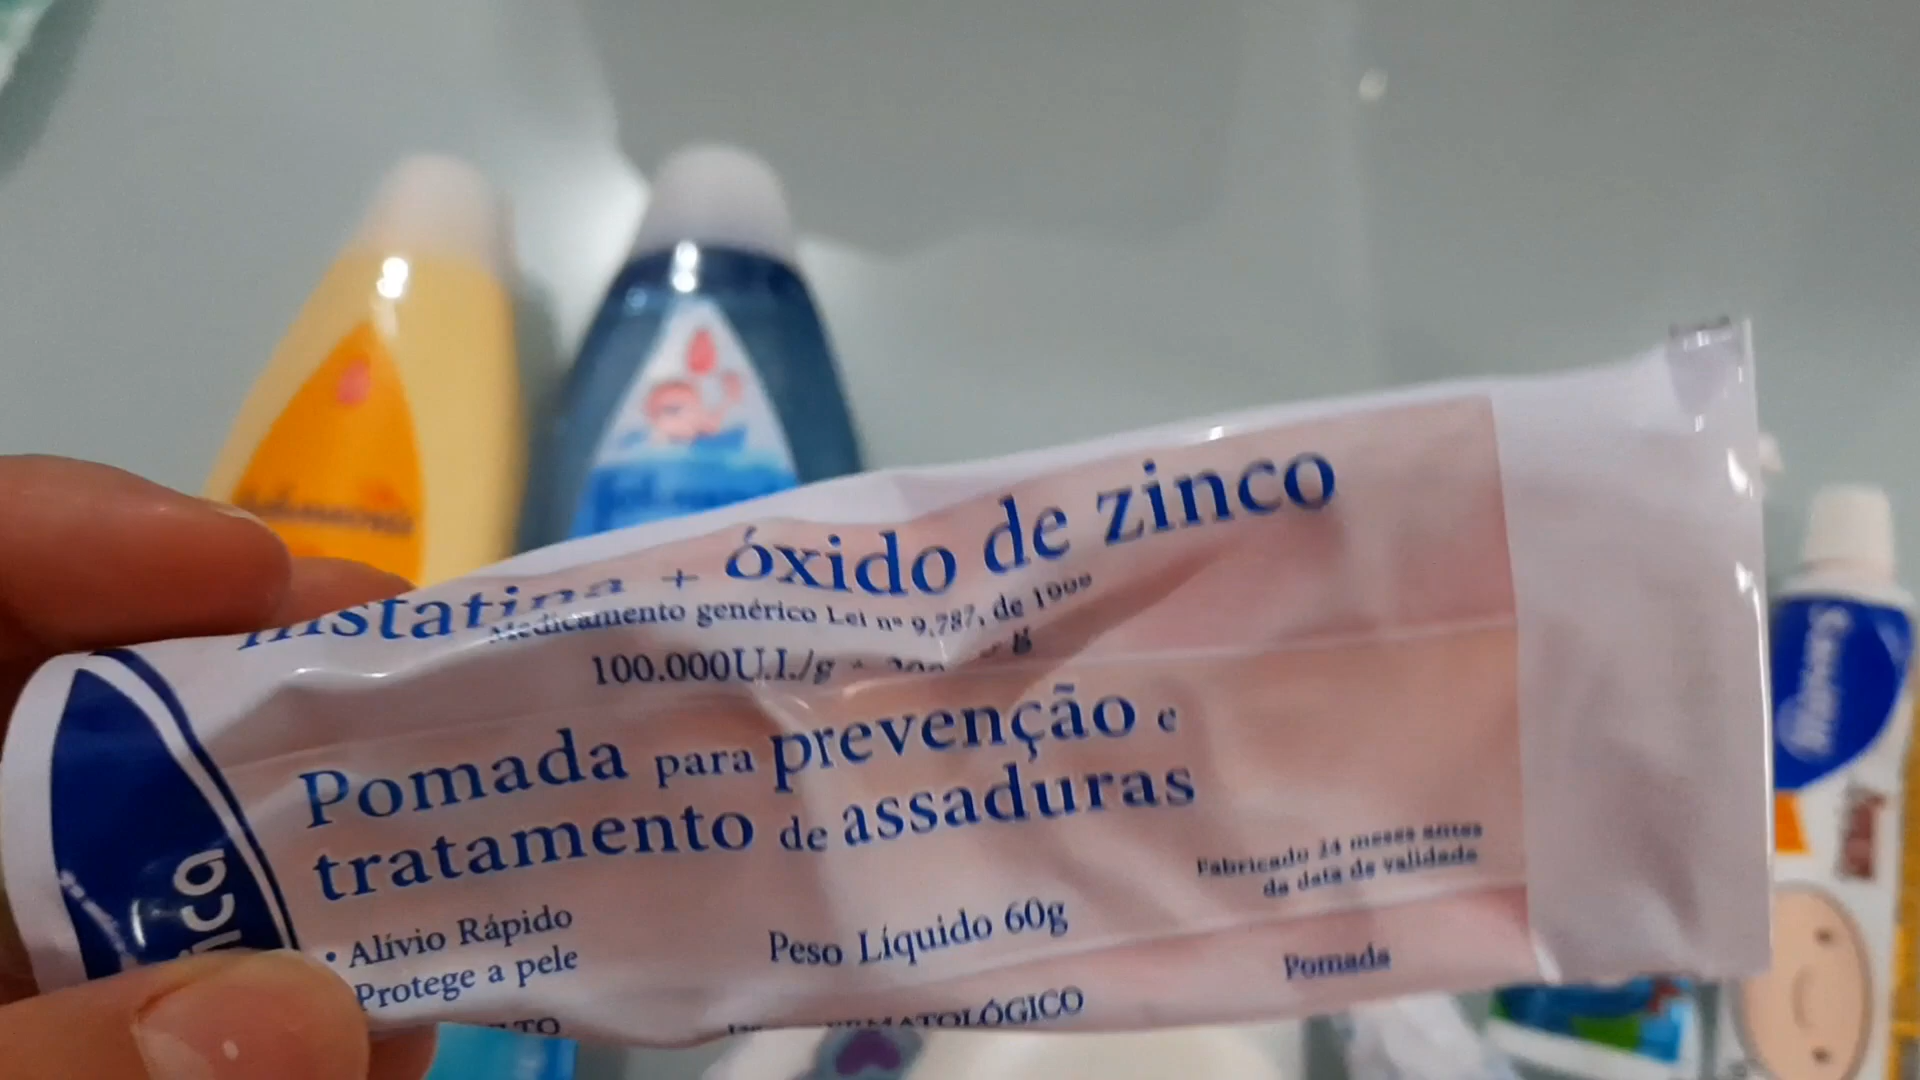 nistatina + óxido de zinco
Medicamento genérico Lei nº 9.787, de 1999
100.000U.I./g +
Pomada para prevenção e
tratamento de assaduras
• Alívio Rápido
Protege a pele
Peso Líquido 60g
Fabricado 24 meses antes
da data de validade
Pomada